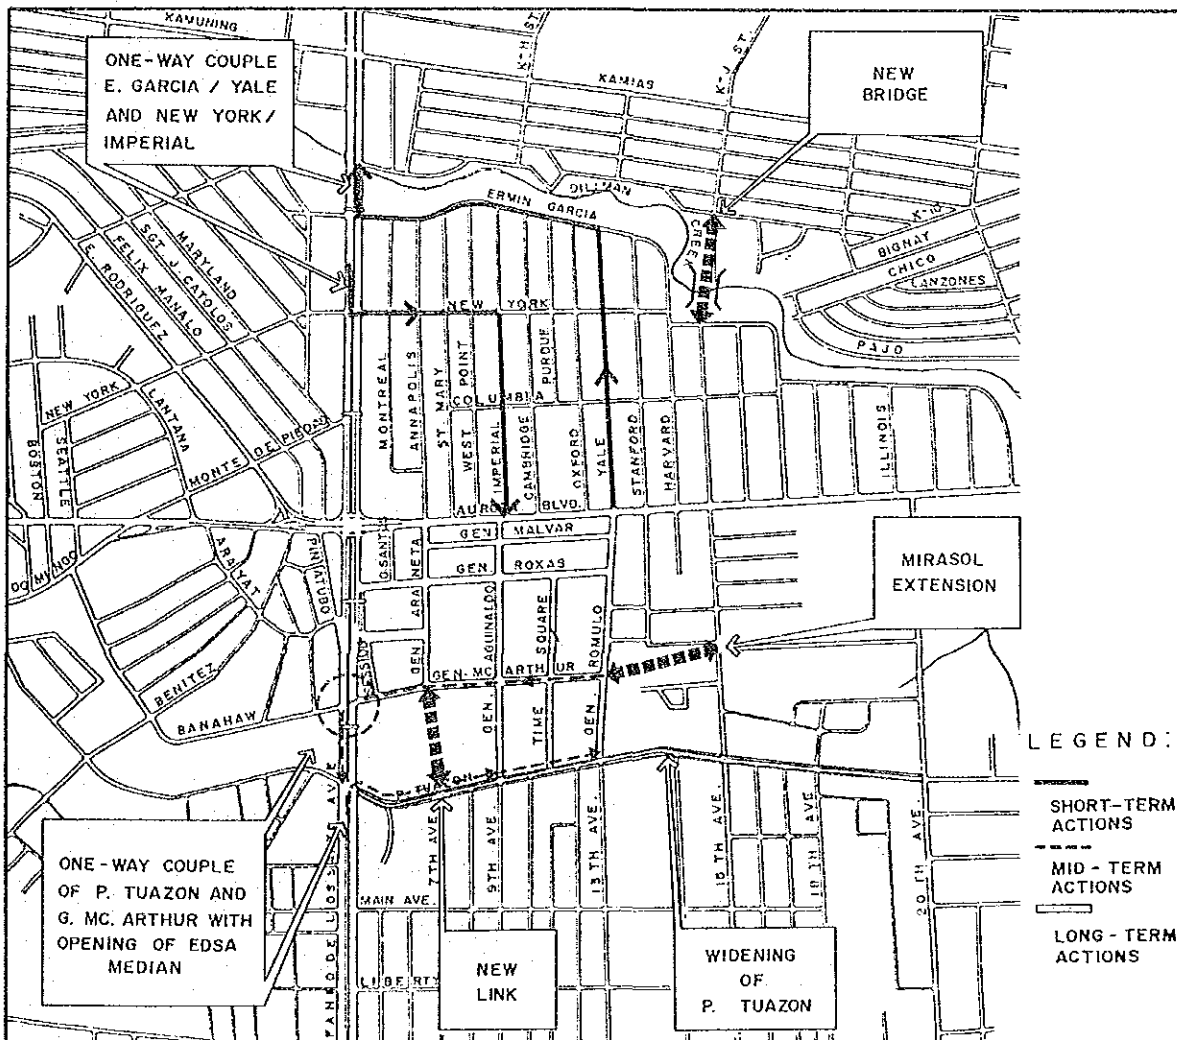 KAMUNING
K-H ST.
K-J ST.
KAMIAS
ONE-WAY COUPLE
E. GARCIA / YALE
AND NEW YORK/
IMPERIAL
NEW
BRIDGE
DILLMAN
ERMIN GARCIA
CREEK
K-10
BIGNAY
CHICO
LANZONES
PAJO
MARYLAND
SGT. J. CATOLOS
FELIX MANALO
E. RODRIGUEZ
NEW YORK
MONTREAL
ANNAPOLIS
ST. MARY
WEST POINT
COLUMBIA
PURDUE
IMPERIAL
CAMBRIDGE
OXFORD
YALE
STANFORD
HARVARD
ILLINOIS
NEW YORK
LANTANA
BOSTON
SEATTLE
MONTE DE PIEDAD
AURORA BLVD.
GEN. MALVAR
GEN. ROXAS
ARAYAT
PINATUBO
GEN. ARANETA
GEN. AGUINALDO
TIME SQUARE
GEN. ROMULO
GEN. MC ARTHUR
MIRASOL
EXTENSION
BENITEZ
BANAHAW
P. TUAZON
7TH AVE.
9TH AVE.
13TH AVE.
15TH AVE.
18TH AVE.
20TH AVE.
MAIN AVE.
LIBERTY
ONE-WAY COUPLE
OF P. TUAZON AND
G. MC. ARTHUR WITH
OPENING OF EDSA
MEDIAN
NEW
LINK
WIDENING
OF
P. TUAZON
LEGEND:
SHORT-TERM
ACTIONS
MID-TERM
ACTIONS
LONG-TERM
ACTIONS